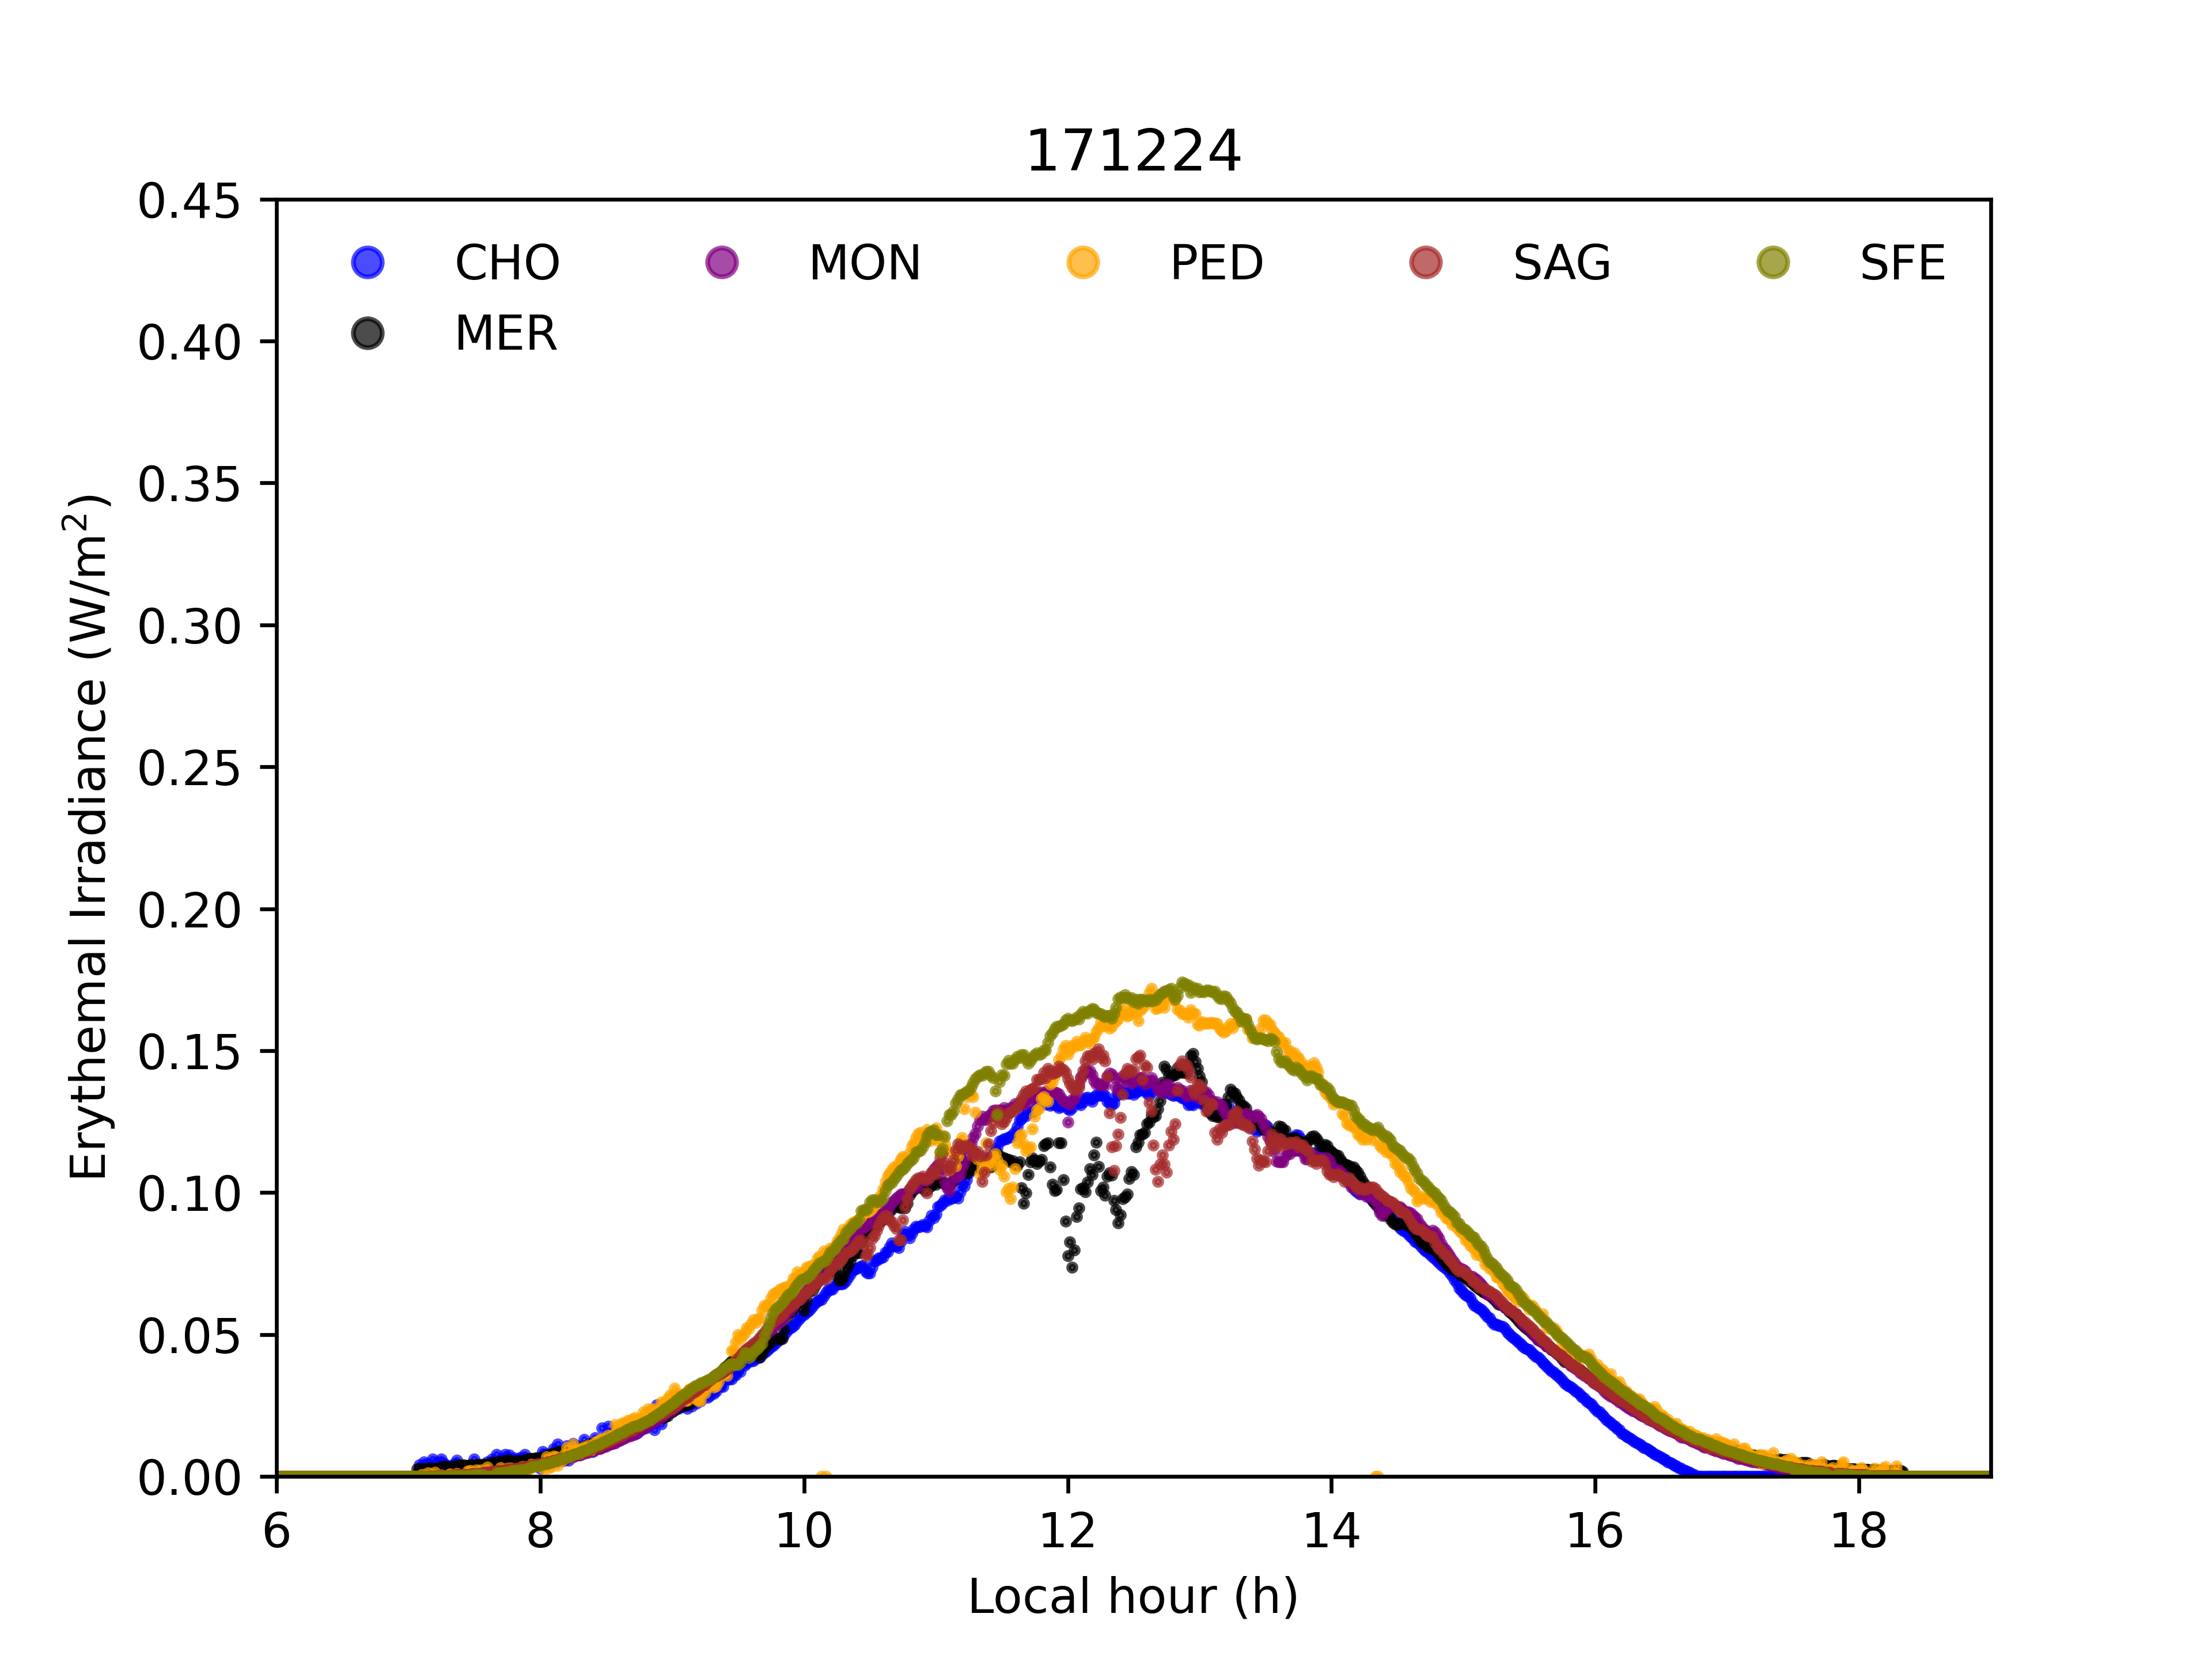 171224
0.45
0.40
0.35
0.30
0.25
0.20
0.15
0.10
0.05
0.00
Erythemal Irradiance (W/m²)
CHO MON PED SAG SFE
MER
6 8 10 12 14 16 18
Local hour (h)